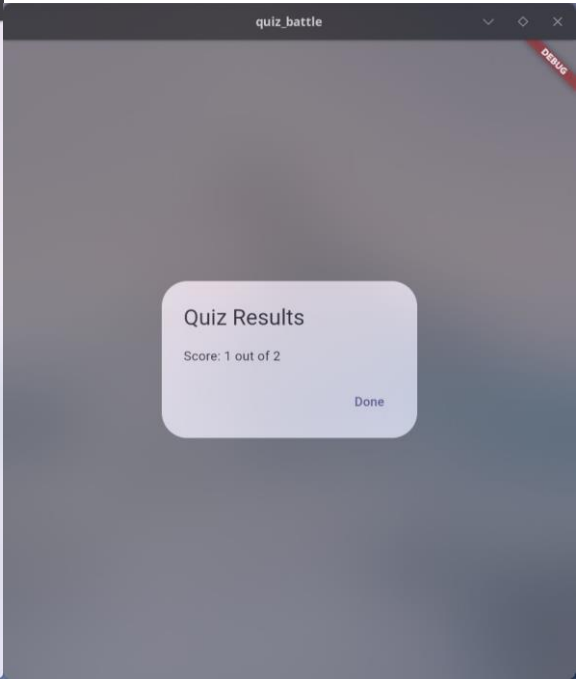 quiz_battle
DEBUG
Quiz Results
Score: 1 out of 2
Done